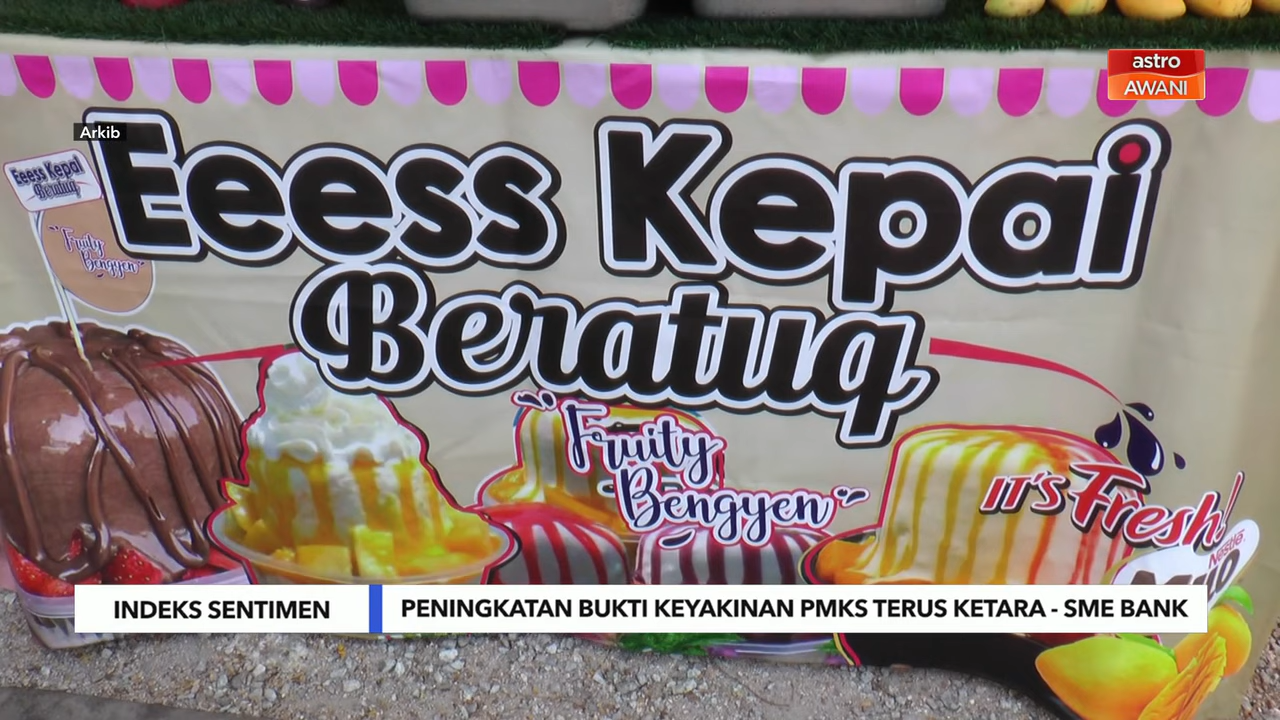 astro
AWANI
Arkib
Eeess Kepai
Beratuq
Eeess Kepai
Beratuq
"Fruity
Bengyen"
"Fruity
Bengyen"
IT'S Fresh!
Nestlé
MILO
INDEKS SENTIMEN
PENINGKATAN BUKTI KEYAKINAN PMKS TERUS KETARA - SME BANK